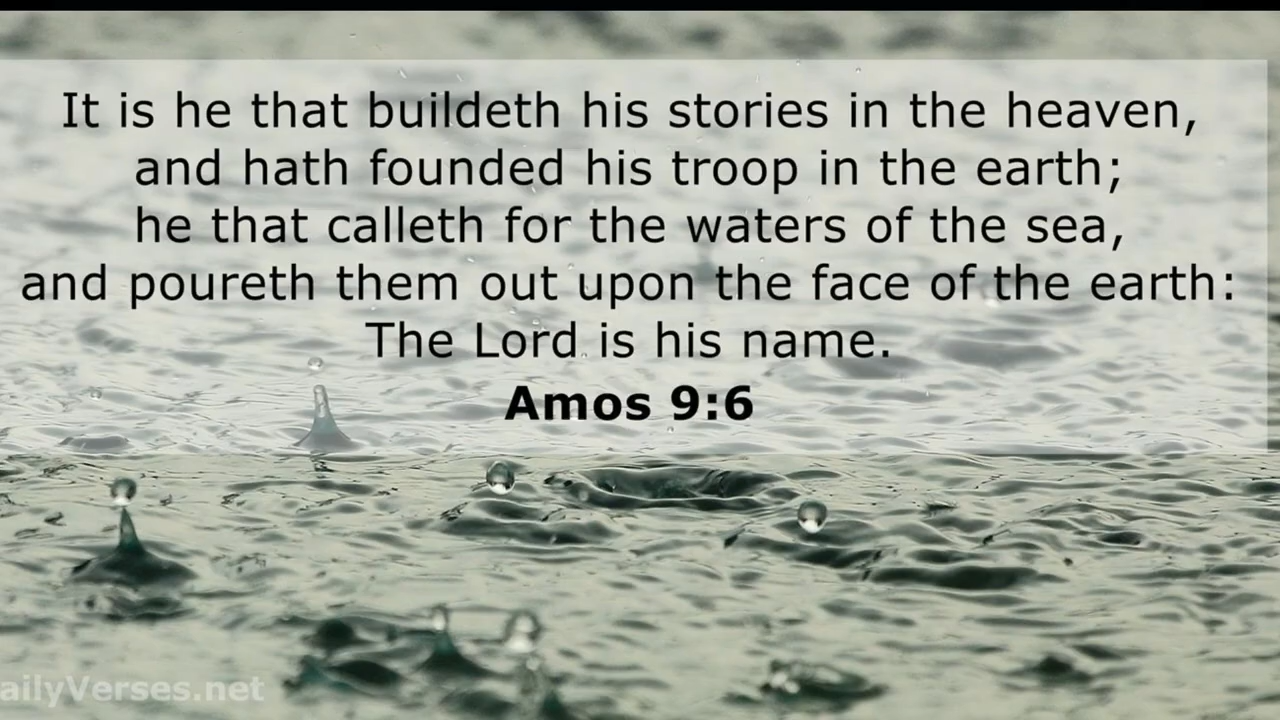 It is he that buildeth his stories in the heaven,
and hath founded his troop in the earth;
he that calleth for the waters of the sea,
and poureth them out upon the face of the earth:
The Lord is his name.
Amos 9:6
ailyVerses.net